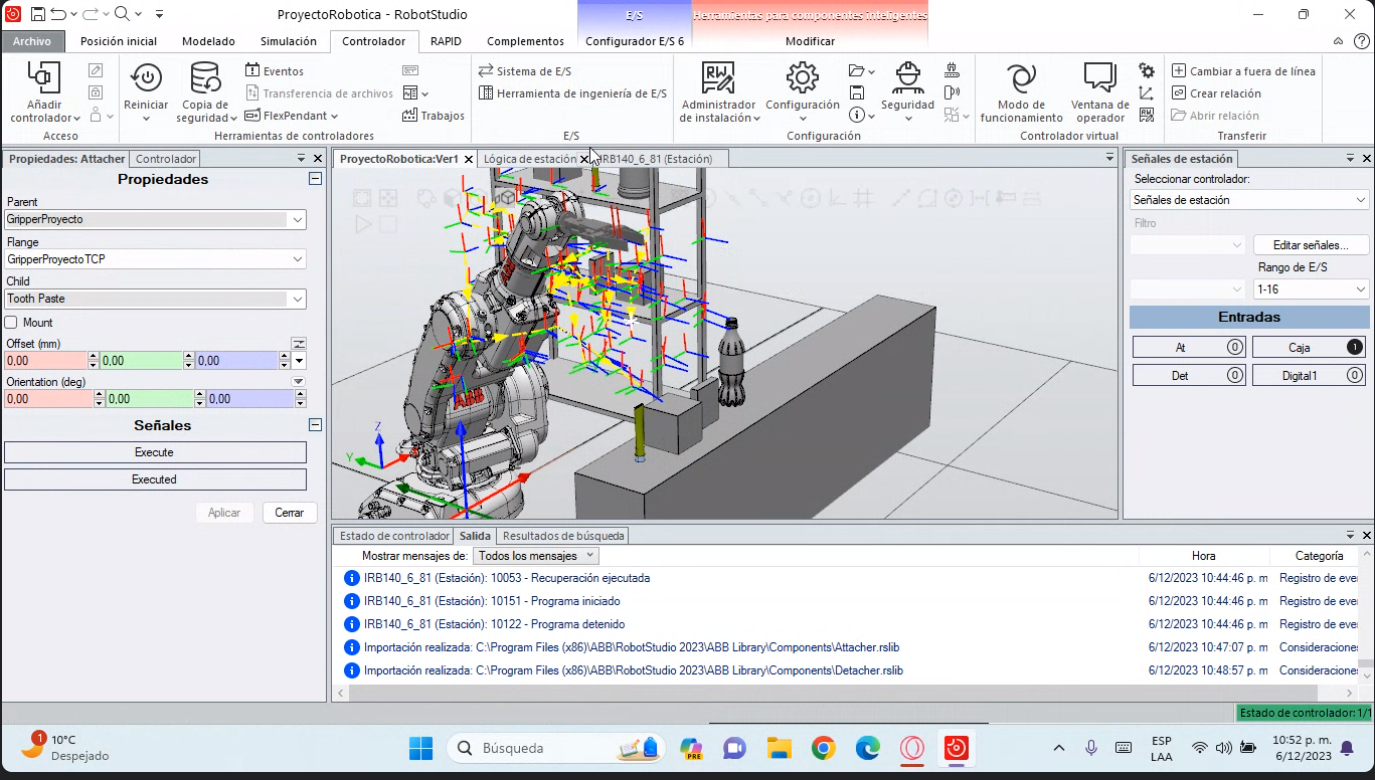 ProyectoRobotica - RobotStudio
E/S
Herramientas para componentes inteligentes
Archivo
Posición inicial
Modelado
Simulación
Controlador
RAPID
Complementos
Configurador E/S 6
Modificar
Añadir
controlador
Acceso
Reiniciar
Copia de
seguridad
Eventos
Transferencia de archivos
FlexPendant
Trabajos
Herramientas de controladores
Sistema de E/S
Herramienta de ingeniería de E/S
E/S
Administrador
de instalación
Configuración
Seguridad
Configuración
Modo de
funcionamiento
Ventana de
operador
Controlador virtual
Cambiar a fuera de línea
Crear relación
Abrir relación
Transferir
Propiedades: Attacher
Controlador
Propiedades
Parent
GripperProyecto
Flange
GripperProyectoTCP
Child
Tooth Paste
Mount
Offset (mm)
0,00 0,00 0,00
Orientation (deg)
0,00 0,00 0,00
Señales
Execute
Executed
Aplicar Cerrar
ProyectoRobotica:Ver1
Lógica de estación
IRB140_6_81 (Estación)
Z
Y
ABB
ABB
Señales de estación
Seleccionar controlador:
Señales de estación
Filtro
Editar señales...
Rango de E/S
1-16
Entradas
At 0 Caja 1
Det 0 Digital1 0
Estado de controlador Salida Resultados de búsqueda
Mostrar mensajes de: Todos los mensajes Hora Categoría
IRB140_6_81 (Estación): 10053 - Recuperación ejecutada 6/12/2023 10:44:46 p. m Registro de eve
IRB140_6_81 (Estación): 10151 - Programa iniciado 6/12/2023 10:44:46 p. m Registro de eve
IRB140_6_81 (Estación): 10122 - Programa detenido 6/12/2023 10:44:46 p. m Registro de eve
Importación realizada: C:\Program Files (x86)\ABB\RobotStudio 2023\ABB Library\Components\Attacher.rslib 6/12/2023 10:47:07 p. m Consideracione
Importación realizada: C:\Program Files (x86)\ABB\RobotStudio 2023\ABB Library\Components\Detacher.rslib 6/12/2023 10:48:57 p. m Consideracione
Estado de controlador: 1/1
1
10°C
Despejado
Búsqueda
PRE
ESP
LAA
10:52 p. m.
6/12/2023